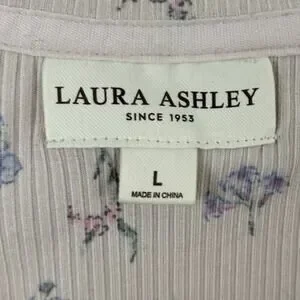 LAURA ASHLEY
SINCE 1953
L
MADE IN CHINA